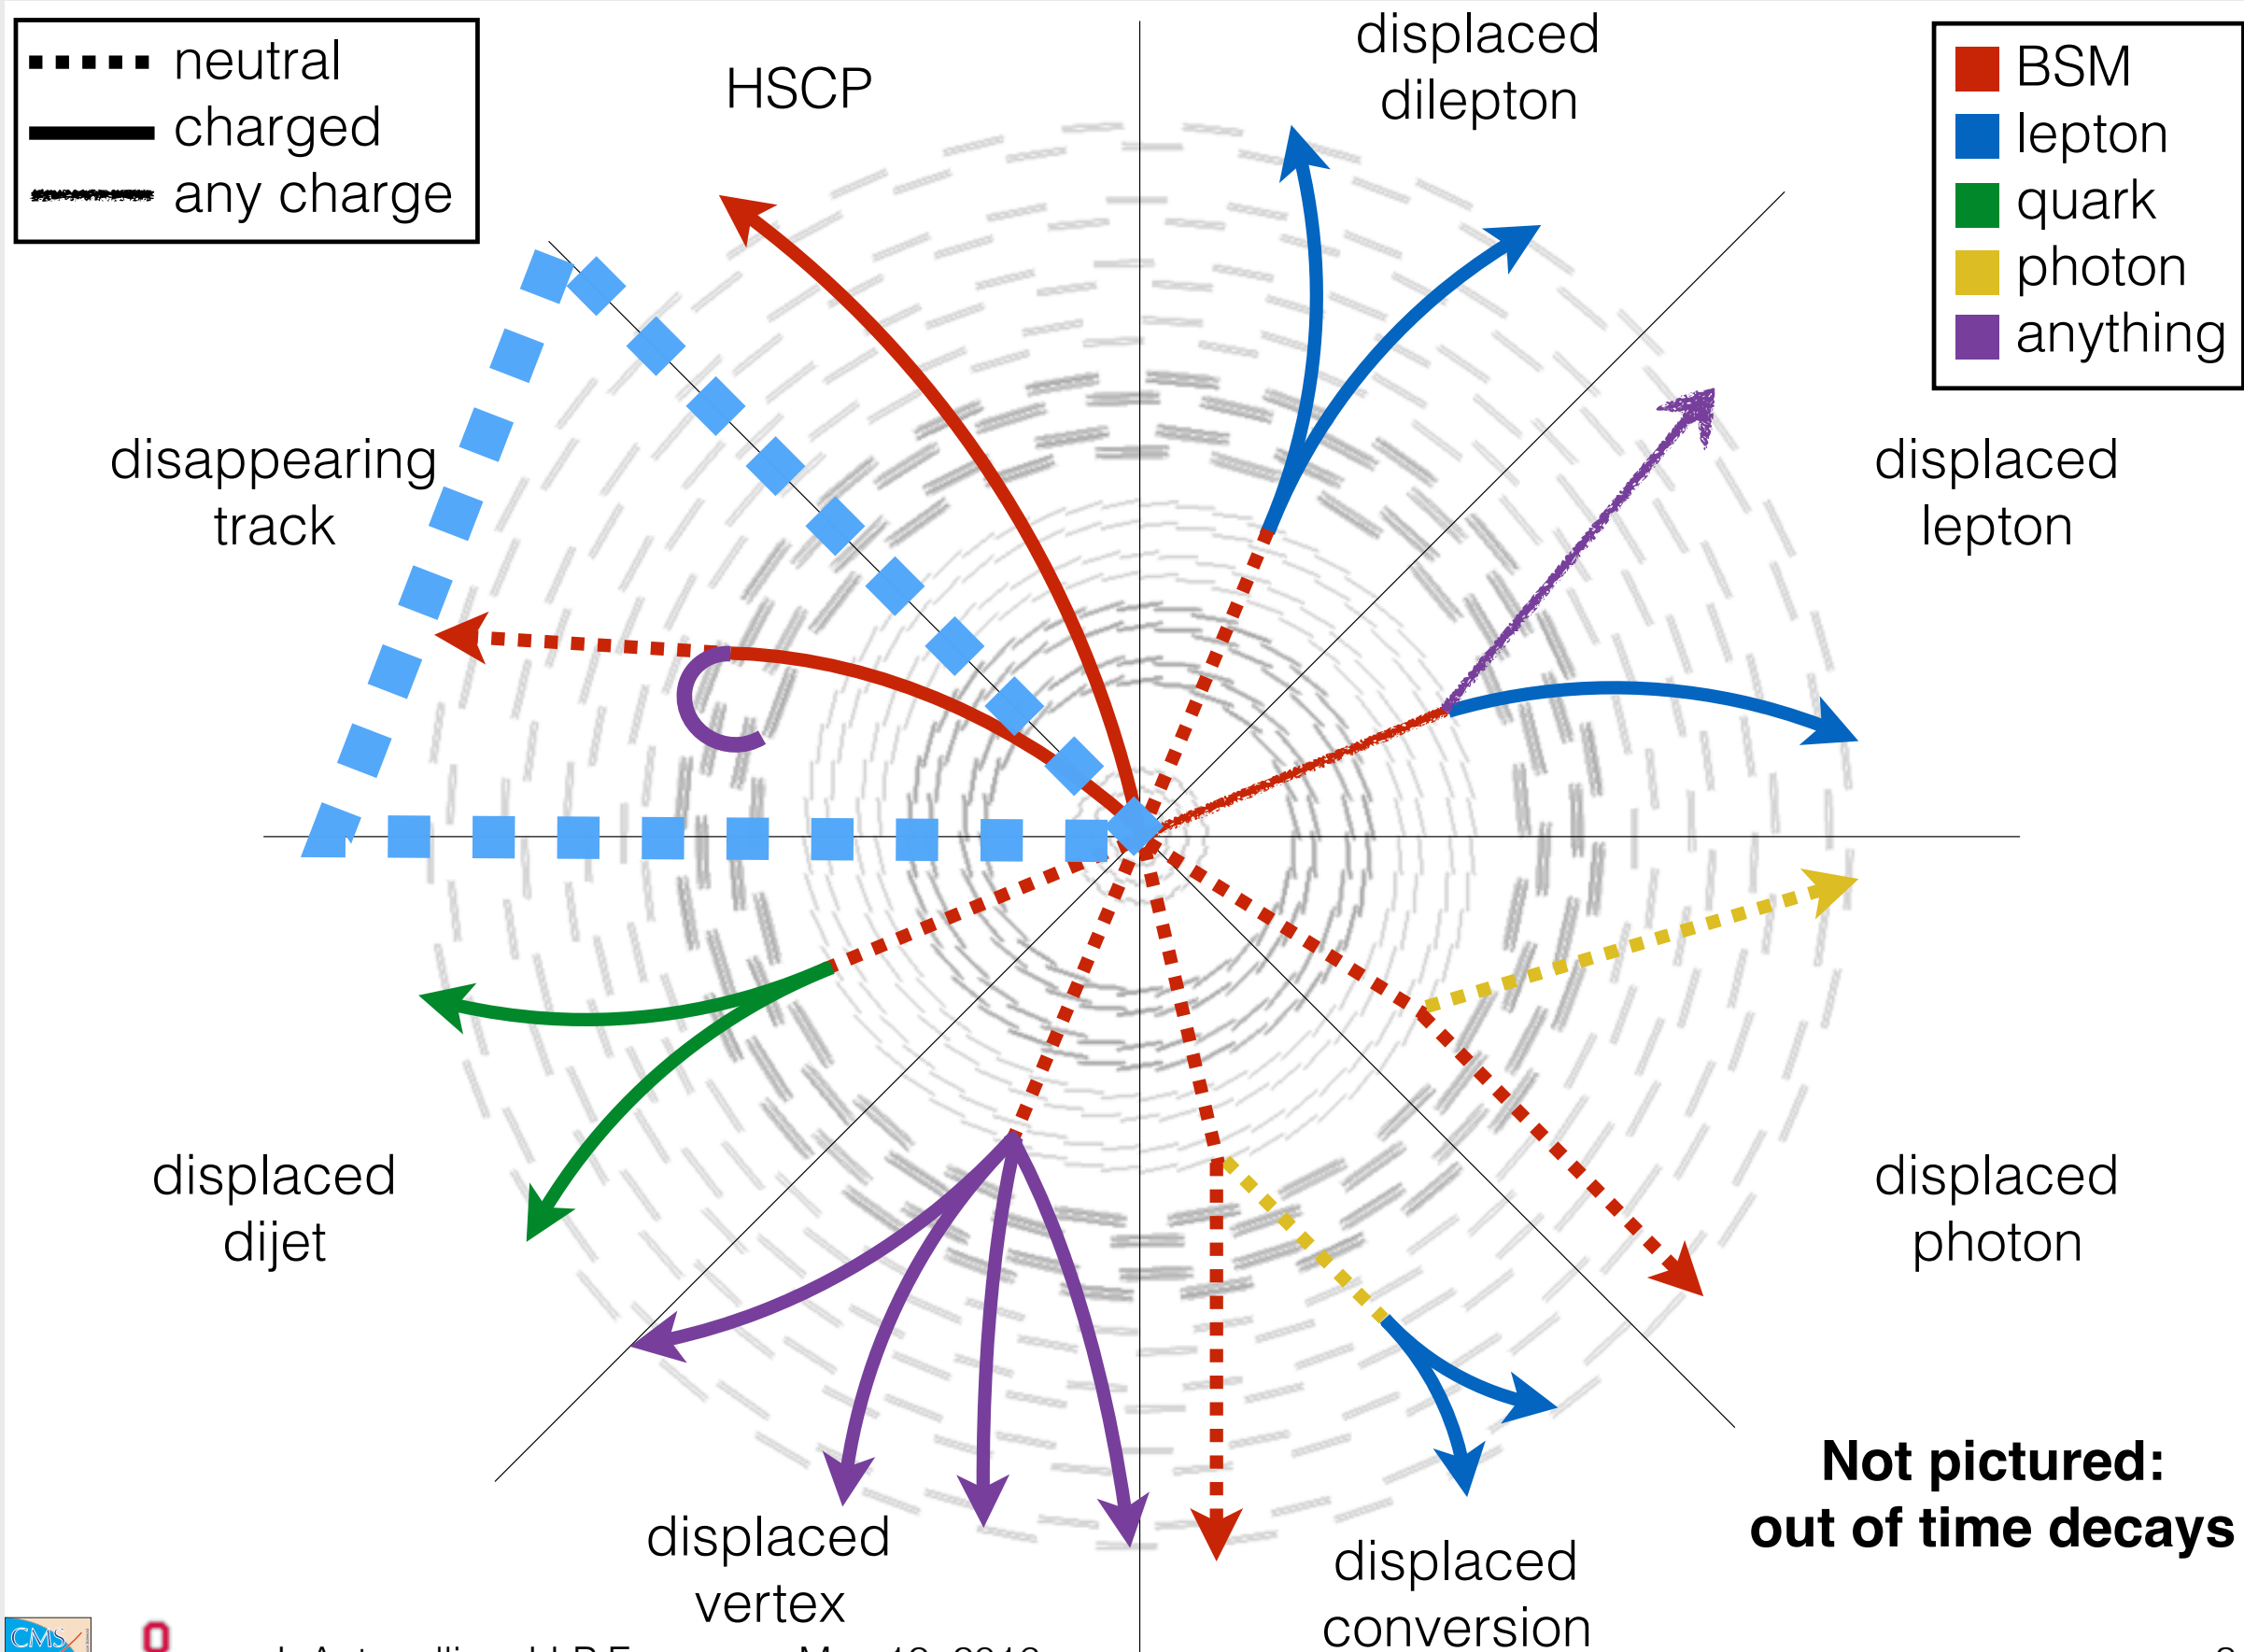 neutral
charged
any charge
HSCP
displaced
dilepton
BSM
lepton
quark
photon
anything
disappearing
track
displaced
lepton
displaced
dijet
displaced
photon
Not pictured:
out of time decays
displaced
vertex
displaced
conversion
CMS